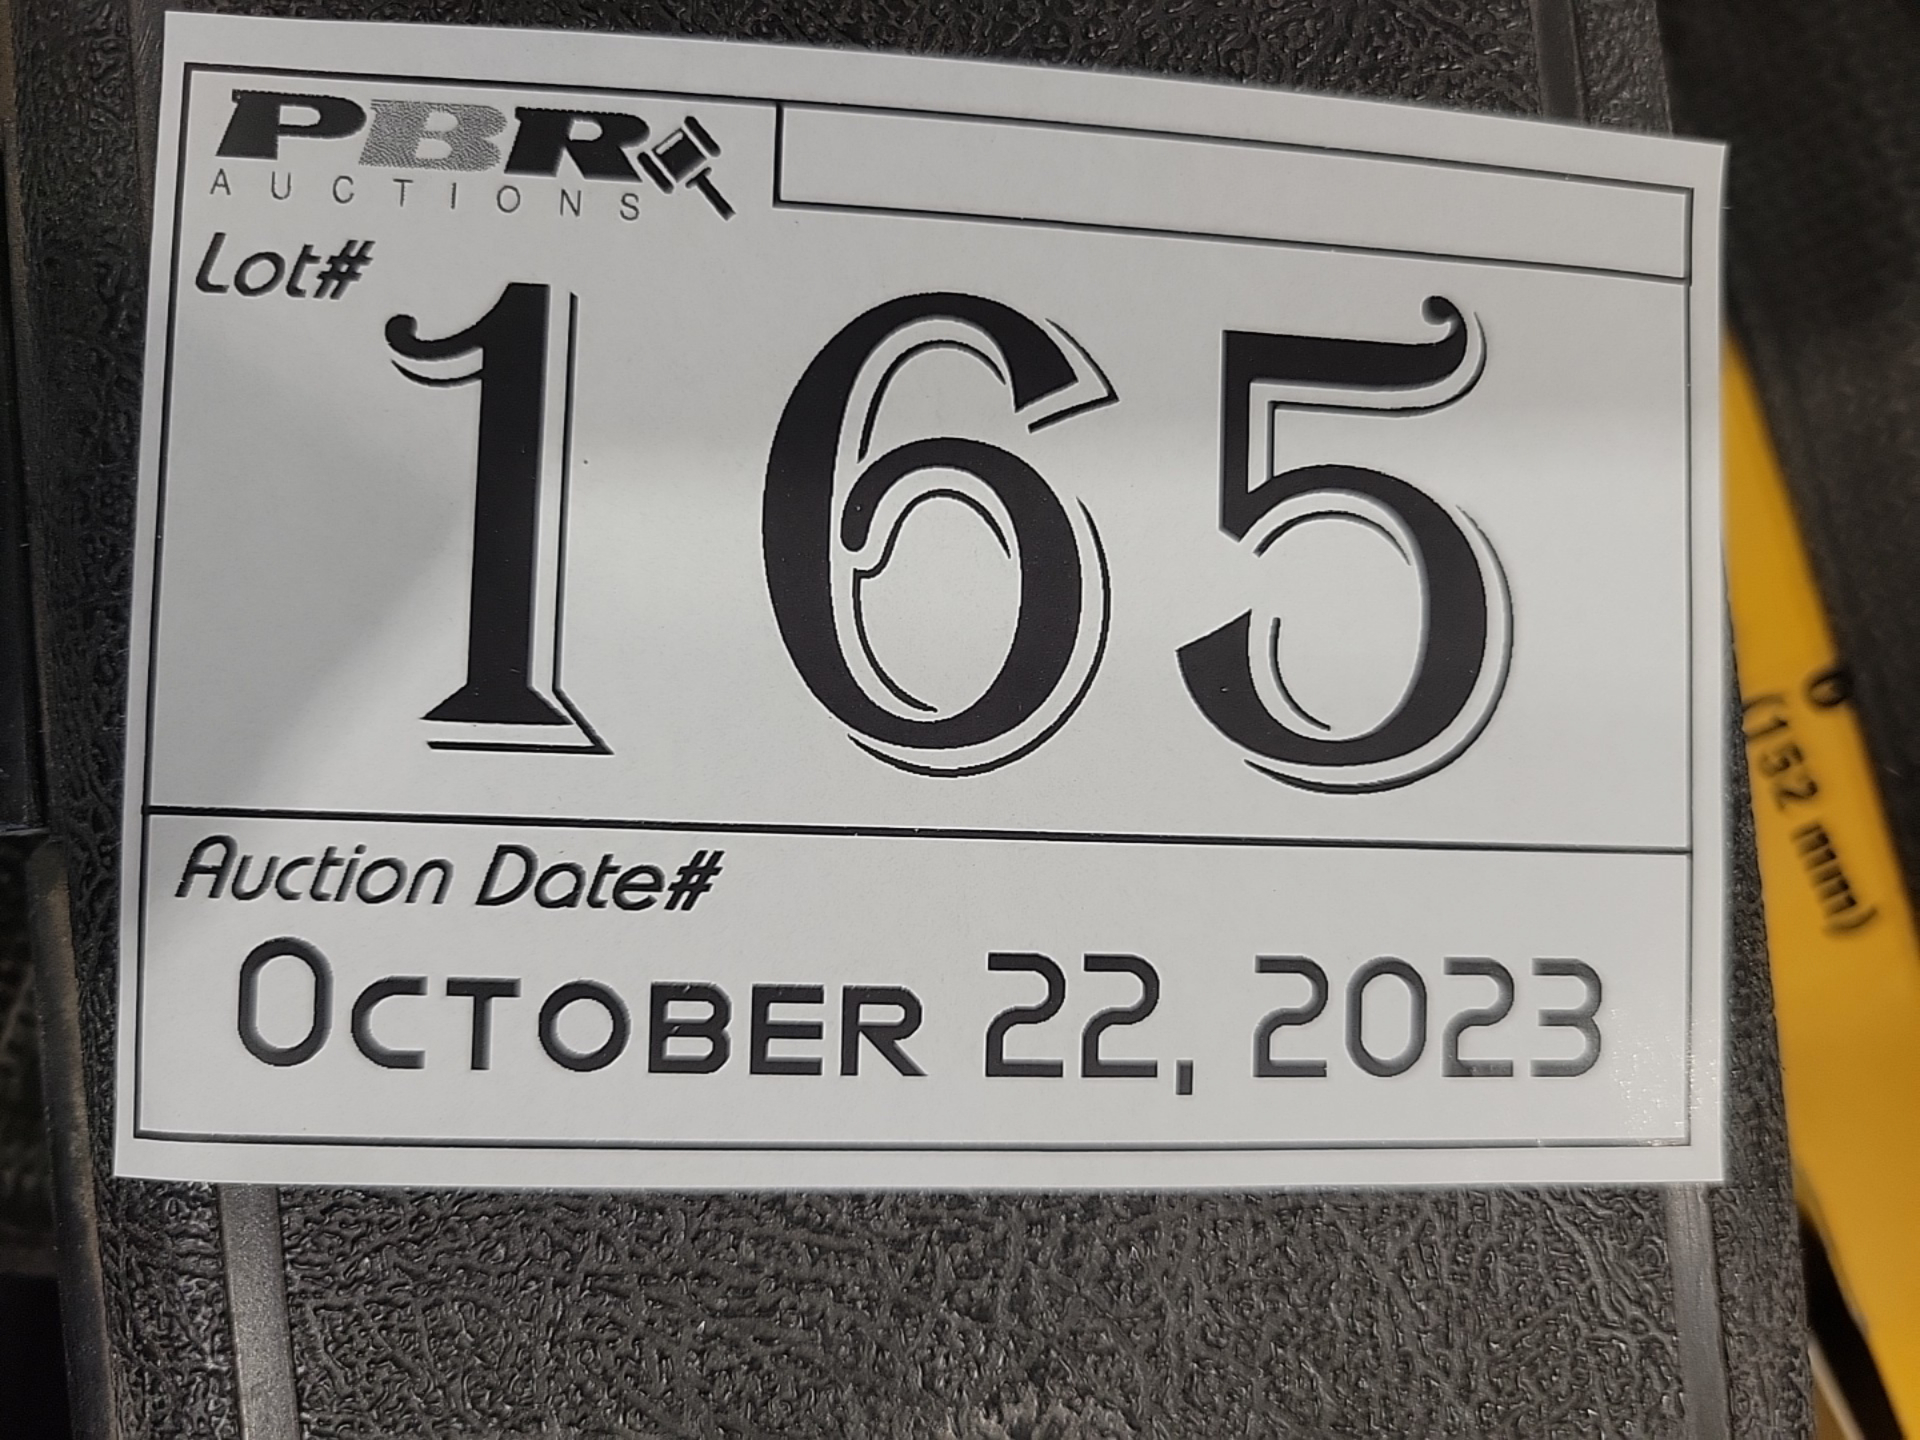 PBR
AUCTIONS
Lot#
165
Auction Date#
OCTOBER 22, 2023
(152 mm)